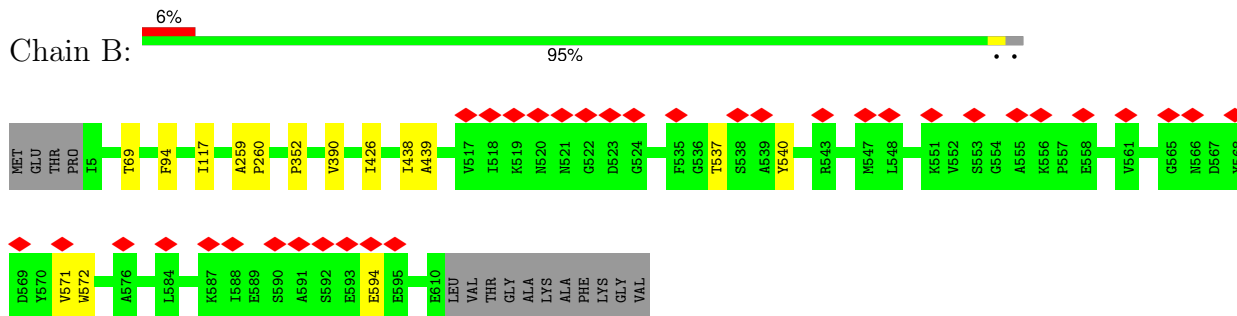 6%
Chain B:
95%
MET GLU THR PRO I5 T69 F94 I117 A259 P260 P352 V390 I426 I438 A439 V517 I518 K519 N520 N521 G522 D523 G524 F535 G536 T537 S538 A539 Y540 R543 M547 L548 K551 V552 S553 G554 A555 K556 P557 E558 V561 G565 N566 D567
D569 Y570 V571 W572 A576 L584 K587 I588 E589 S590 A591 S592 E593 E594 E595 E610 LEU VAL THR GLY ALA LYS ALA PHE LYS GLY VAL